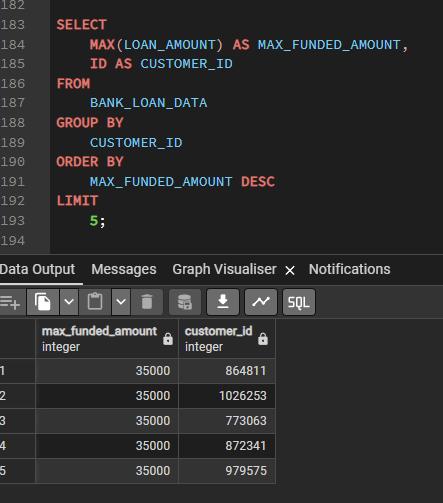 182
183 SELECT
184 MAX(LOAN_AMOUNT) AS MAX_FUNDED_AMOUNT,
185 ID AS CUSTOMER_ID
186 FROM
187 BANK_LOAN_DATA
188 GROUP BY
189 CUSTOMER_ID
190 ORDER BY
191 MAX_FUNDED_AMOUNT DESC
192 LIMIT
193 5;
194
Data Output Messages Graph Visualiser × Notifications
SQL
max_funded_amount customer_id
integer integer
1 35000 864811
2 35000 1026253
3 35000 773063
4 35000 872341
5 35000 979575